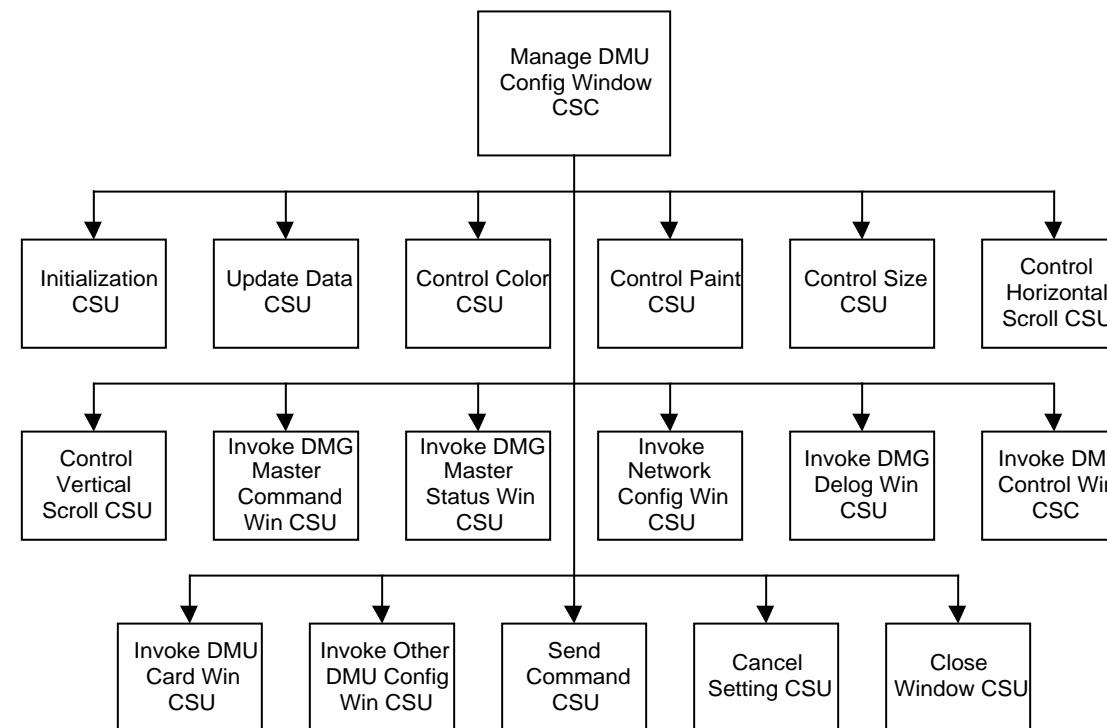 Manage DMU
Config Window
CSC
Initialization
CSU
Update Data
CSU
Control Color
CSU
Control Paint
CSU
Control Size
CSU
Control
Horizontal
Scroll CSU
Control
Vertical
Scroll CSU
Invoke DMG
Master
Command
Win CSU
Invoke DMG
Master
Status Win
CSU
Invoke
Network
Config Win
CSU
Invoke DMG
Delog Win
CSU
Invoke
Control Win
CSC
Invoke DMU
Card Win
CSU
Invoke Other
DMU Config
Win CSU
Send
Command
CSU
Cancel
Setting CSU
Close
Window CSU